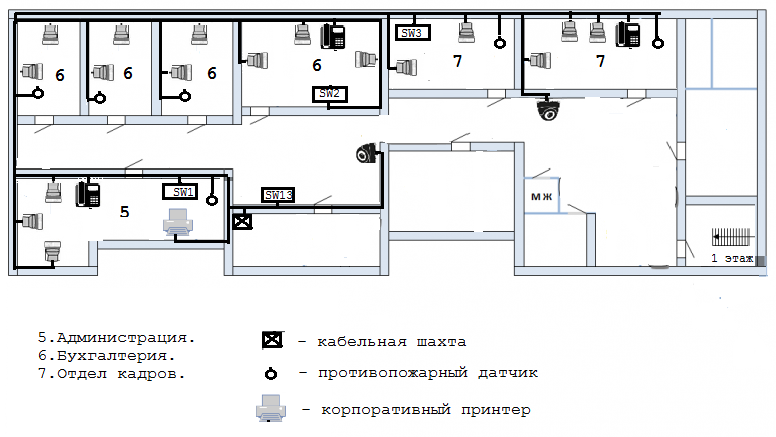 SW3
6
6
6
6
7
7
SW2
SW1
SW13
5
мж
1 этаж
5.Администрация.
6.Бухгалтерия.
7.Отдел кадров.
– кабельная шахта
– противопожарный датчик
– корпоративный принтер